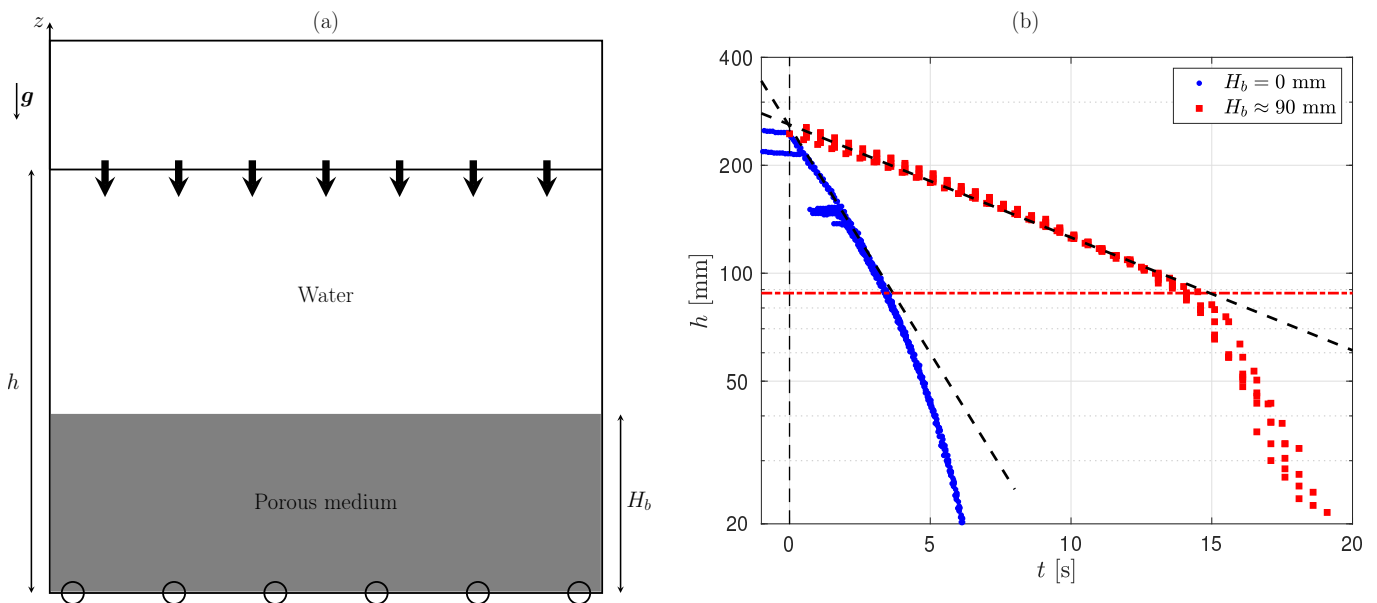 (a)
z
g
h
Water
Porous medium
H_b
(b)
H_b = 0 mm
H_b ≈ 90 mm
400
200
100
50
20
h [mm]
0 5 10 15 20
t [s]